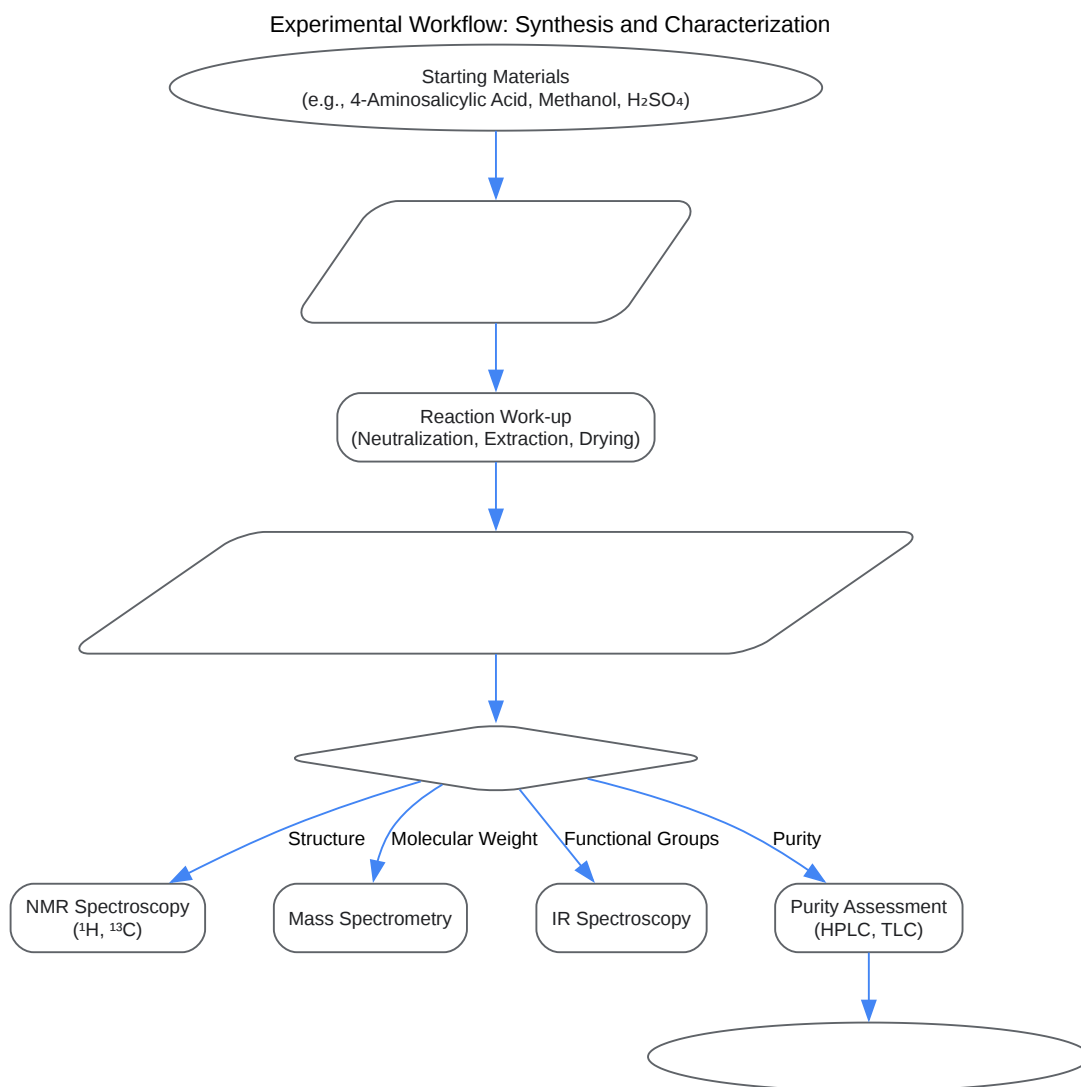 Experimental Workflow: Synthesis and Characterization
Starting Materials
(e.g., 4-Aminosalicylic Acid, Methanol, H₂SO₄)
Reaction Work-up
(Neutralization, Extraction, Drying)
Structure
Molecular Weight
Functional Groups
Purity
NMR Spectroscopy
(¹H, ¹³C)
Mass Spectrometry
IR Spectroscopy
Purity Assessment
(HPLC, TLC)